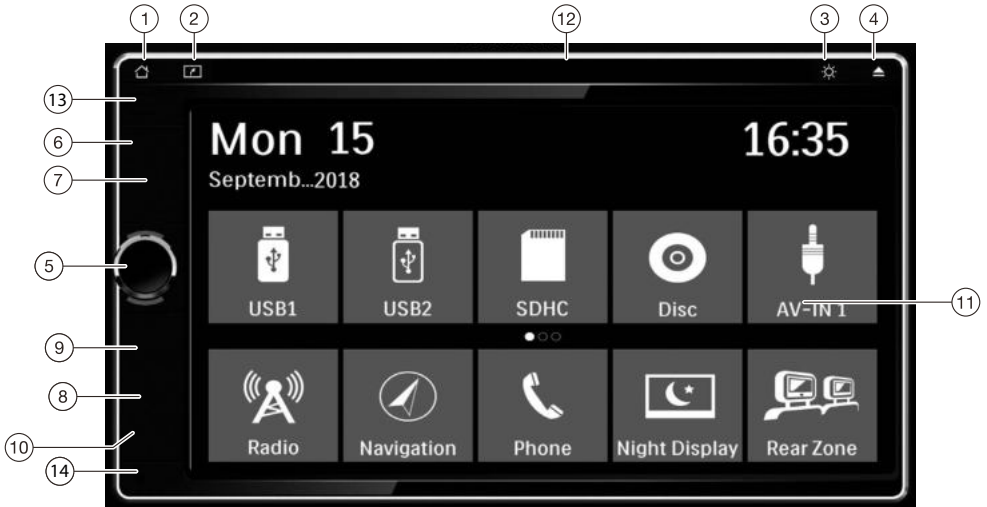 1 2 12 3 4
13
6
7
5
9
8
10
14
11
Mon 15
16:35
Septemb...2018
USB1 USB2 SDHC Disc AV-IN 1
Radio Navigation Phone Night Display Rear Zone